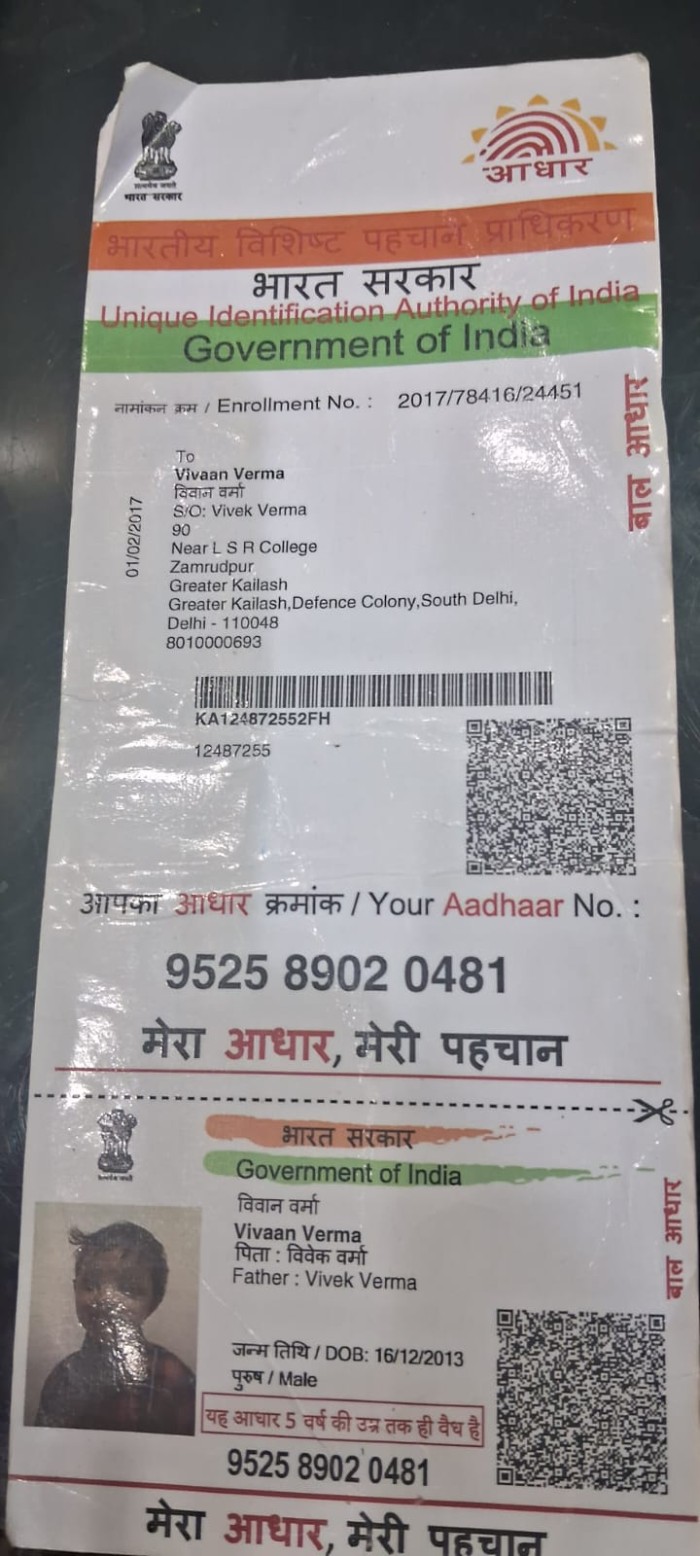 सत्यमेव जयते
भारत सरकार
आधार
भारतीय विशिष्ट पहचान प्राधिकरण
भारत सरकार
Unique Identification Authority of India
Government of India
नामांकन क्रम / Enrollment No. : 2017/78416/24451
बाल आधार
01/02/2017
To
Vivaan Verma
विवान वर्मा
S/O: Vivek Verma
90
Near L S R College
Zamrudpur
Greater Kailash
Greater Kailash,Defence Colony,South Delhi,
Delhi - 110048
8010000693
KA124872552FH
12487255
आपका आधार क्रमांक / Your Aadhaar No. :
9525 8902 0481
मेरा आधार, मेरी पहचान
भारत सरकार
Government of India
बाल आधार
विवान वर्मा
Vivaan Verma
पिता : विवेक वर्मा
Father : Vivek Verma
जन्म तिथि / DOB: 16/12/2013
पुरुष / Male
यह आधार 5 वर्ष की उम्र तक ही वैध है
9525 8902 0481
मेरा आधार, मेरी पहचान